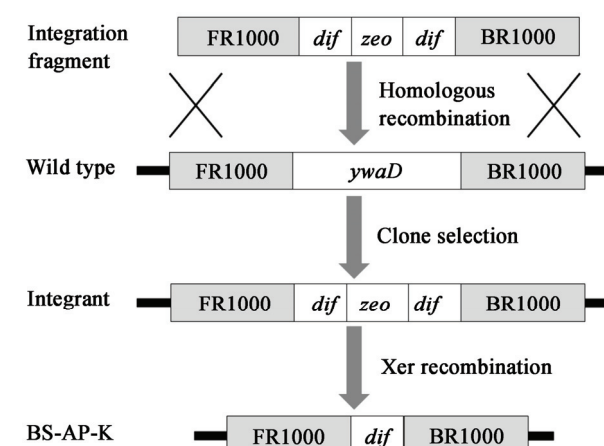 Integration
fragment
FR1000 dif zeo dif BR1000
Homologous
recombination
Wild type FR1000 ywaD BR1000
Clone selection
Integrant FR1000 dif zeo dif BR1000
Xer recombination
BS-AP-K FR1000 dif BR1000